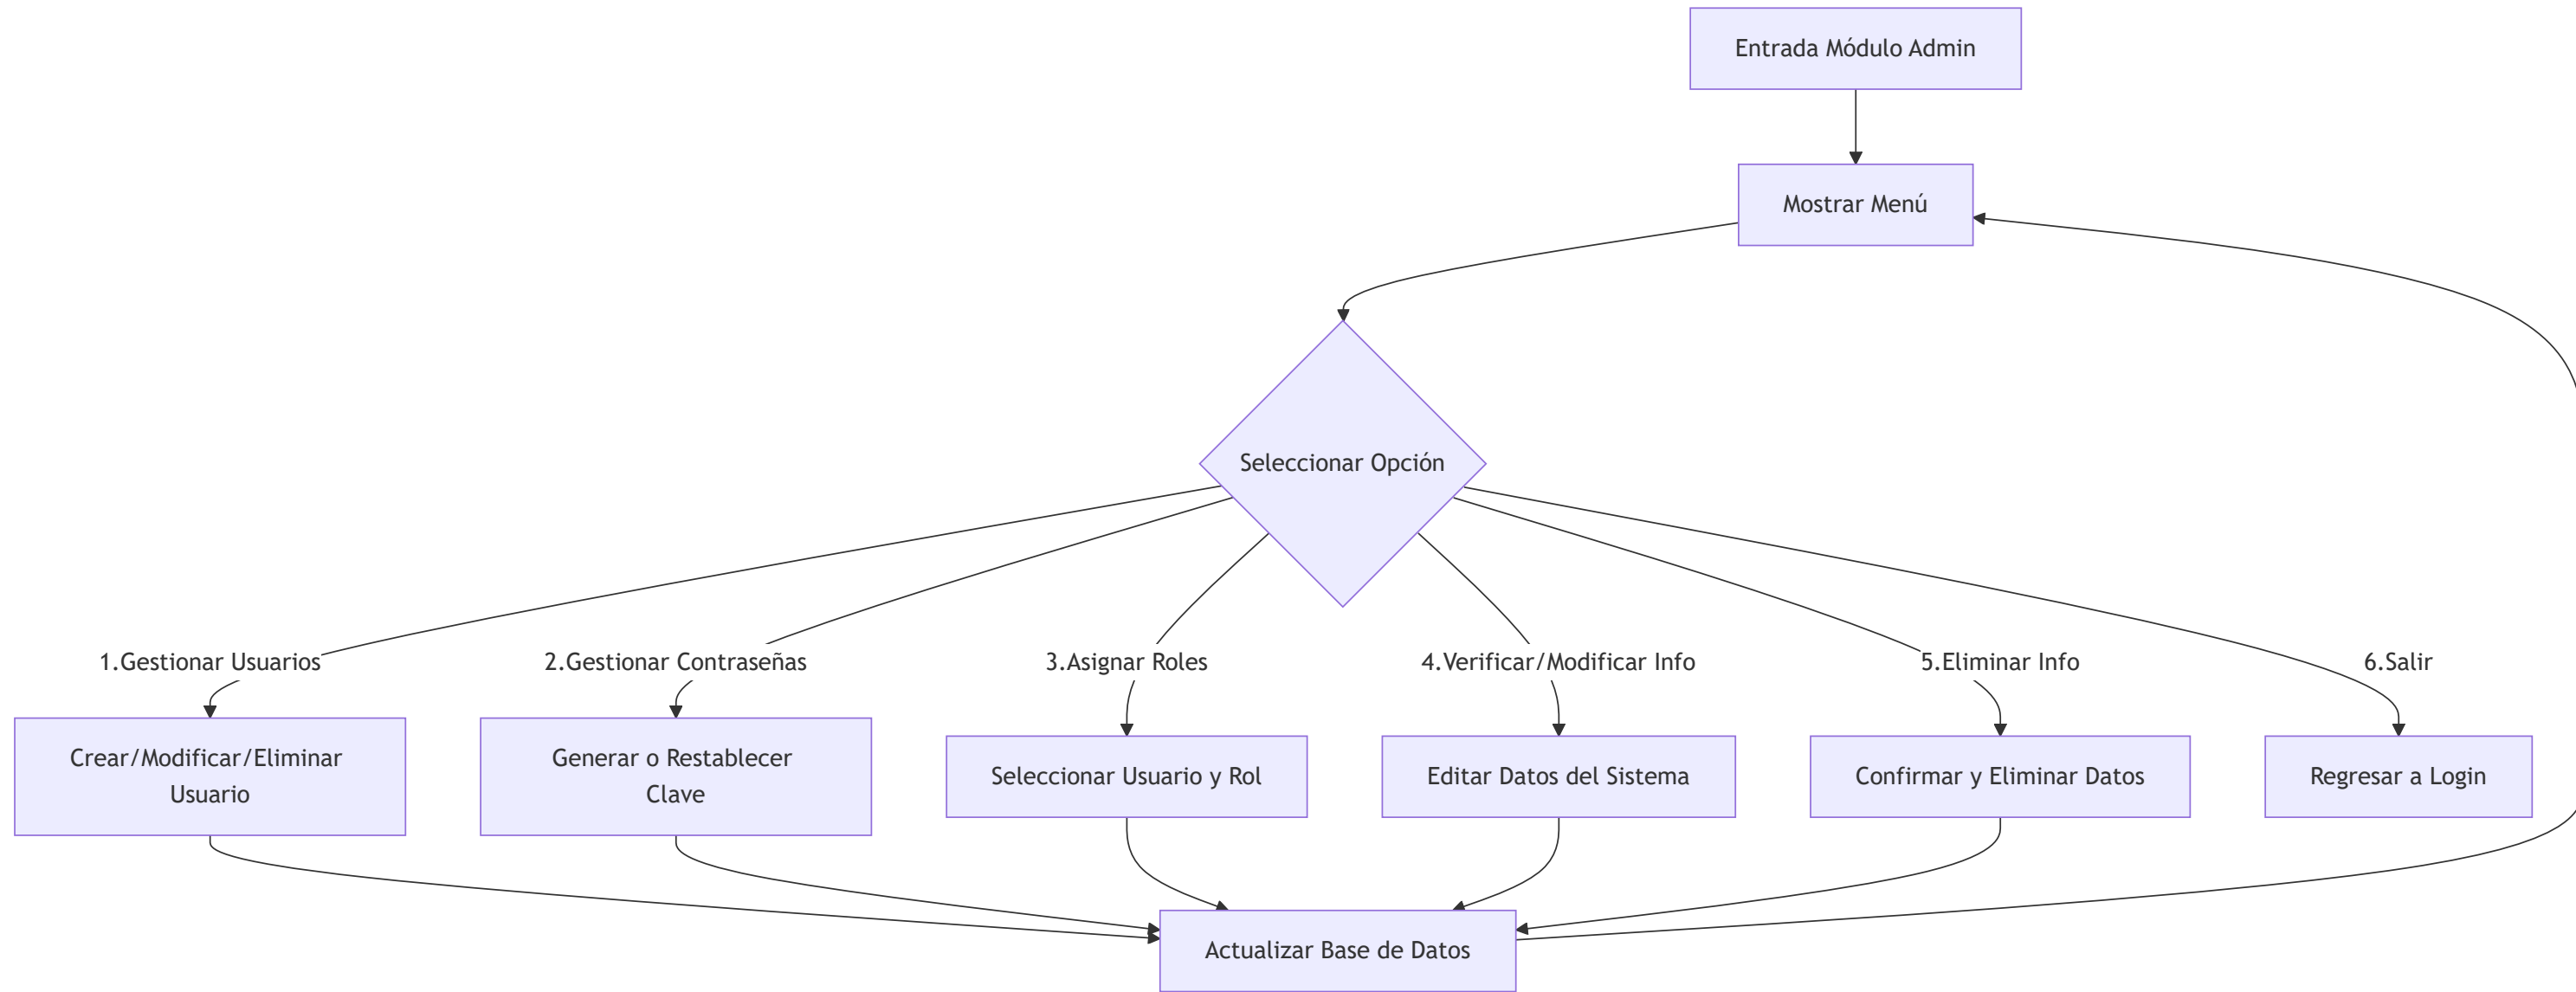 Entrada Módulo Admin
Mostrar Menú
Seleccionar Opción
1.Gestionar Usuarios
2.Gestionar Contraseñas
3.Asignar Roles
4.Verificar/Modificar Info
5.Eliminar Info
6.Salir
Crear/Modificar/Eliminar
Usuario
Generar o Restablecer
Clave
Seleccionar Usuario y Rol
Editar Datos del Sistema
Confirmar y Eliminar Datos
Regresar a Login
Actualizar Base de Datos